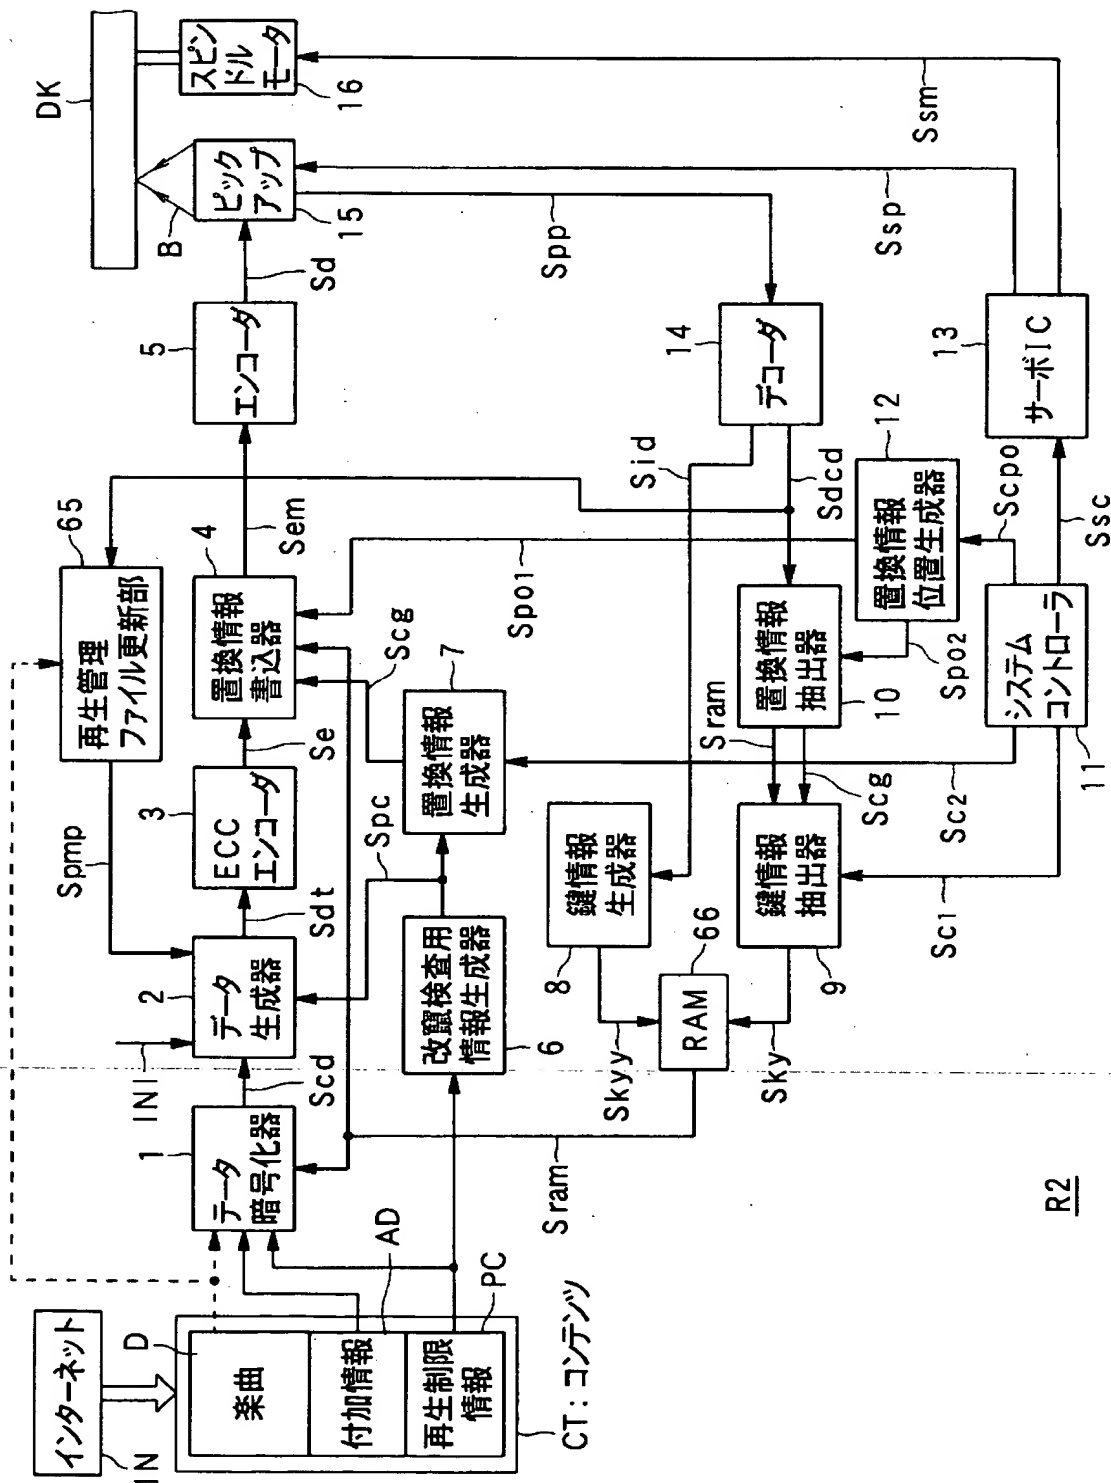 インターネット
IN
D
楽曲
付加情報
再生制限
情報
AD
PC
CT：コンテンツ
1
データ
暗号化器
Scd
INI
2
データ
生成器
Sdt
3
ECC
エンコーダ
Se
4
置換情報
書込器
Sem
5
エンコーダ
Sd
B
ピック
アップ
15
DK
スピン
ドル
モータ
16
65
再生管理
ファイル更新部
Spmp
Spc
Scg
7
置換情報
生成器
改竄検査用
情報生成器
6
Sram
Skyy
8
鍵情報
生成器
66
RAM
Sky
9
鍵情報
抽出器
Sram
Scg
置換情報
抽出器
10
Spo1
Spo2
12
置換情報
位置生成器
Sid
Sdcd
14
デコーダ
Spp
Ssp
Ssm
13
サーボIC
Ssc
Scpo
システム
コントローラ
11
Sc1
Sc2
R2